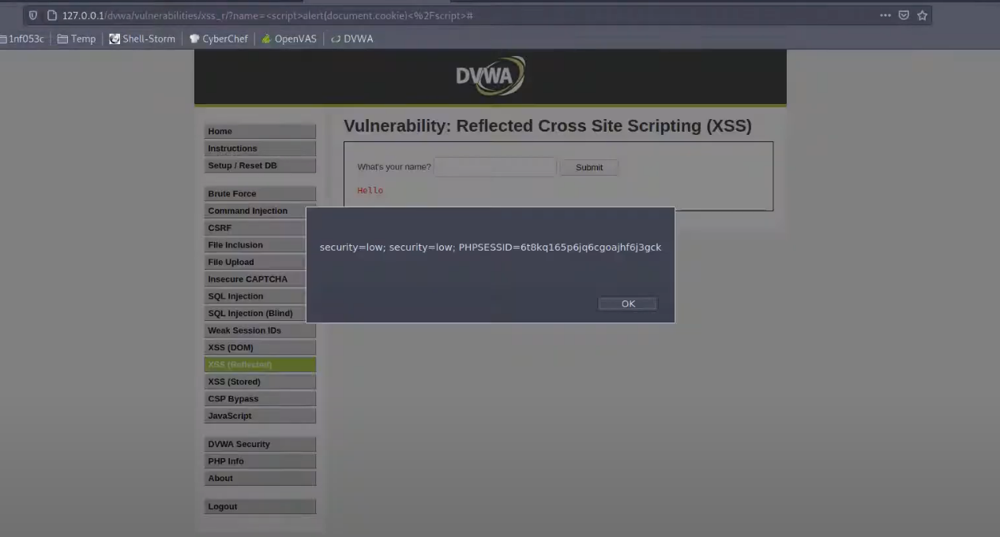 127.0.0.1/dvwa/vulnerabilities/xss_r/?name=<script>alert(document.cookie)<%2Fscript>#
1nf053c Temp Shell-Storm CyberChef OpenVAS DVWA
DVWA
Vulnerability: Reflected Cross Site Scripting (XSS)
What's your name? Submit
Hello
security=low; security=low; PHPSESSID=6t8kq165p6jq6cgoajhf6j3gck
OK
Home
Instructions
Setup / Reset DB
Brute Force
Command Injection
CSRF
File Inclusion
File Upload
Insecure CAPTCHA
SQL Injection
SQL Injection (Blind)
Weak Session IDs
XSS (DOM)
XSS (Reflected)
XSS (Stored)
CSP Bypass
JavaScript
DVWA Security
PHP Info
About
Logout